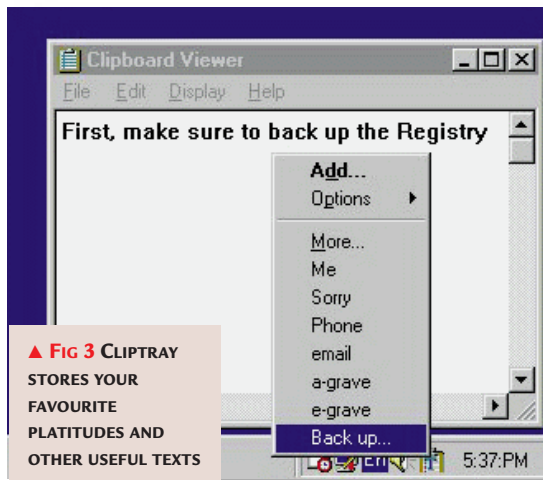 Clipboard Viewer
File Edit Display Help
First, make sure to back up the Registry
Add...
Options
More...
Me
Sorry
Phone
email
a-grave
e-grave
Back up...
▲ FIG 3 CLIPTRAY
STORES YOUR
FAVOURITE
PLATITUDES AND
OTHER USEFUL TEXTS
En
5:37:PM